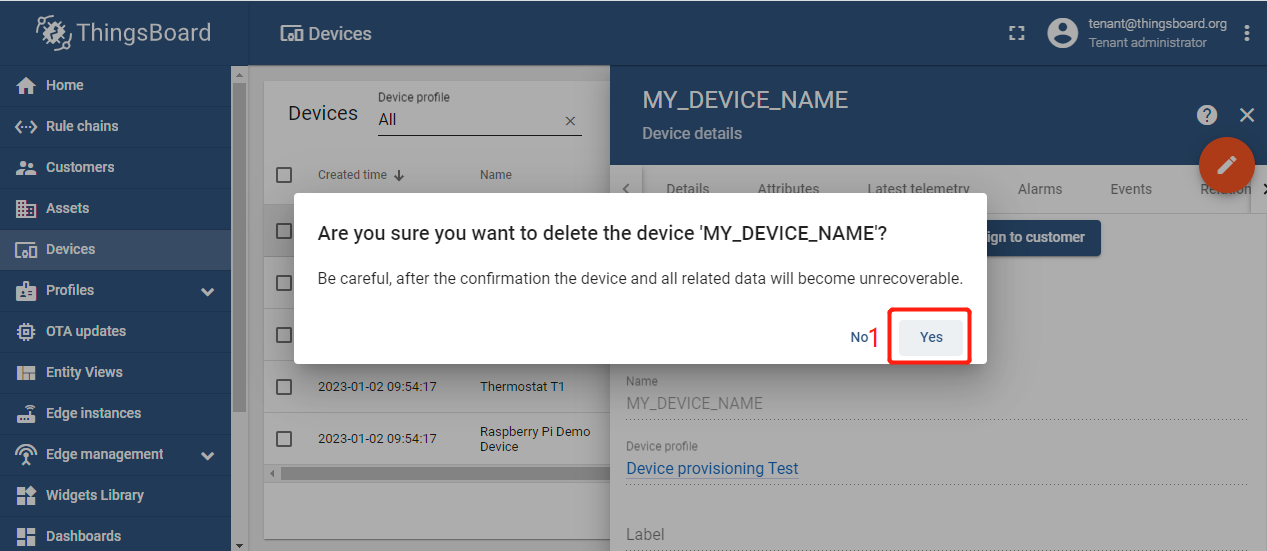 ThingsBoard
Devices
tenant@thingsboard.org
Tenant administrator
Home
Rule chains
Customers
Assets
Devices
Profiles
OTA updates
Entity Views
Edge instances
Edge management
Widgets Library
Dashboards
Devices
Device profile
All
Created time
Name
2023-01-02 09:54:17
Thermostat T1
2023-01-02 09:54:17
Raspberry Pi Demo
Device
MY_DEVICE_NAME
Device details
Details
Attributes
Latest telemetry
Alarms
Events
Relation
ign to customer
Are you sure you want to delete the device 'MY_DEVICE_NAME'?
Be careful, after the confirmation the device and all related data will become unrecoverable.
No
1
Yes
Name
MY_DEVICE_NAME
Device profile
Device provisioning Test
Label